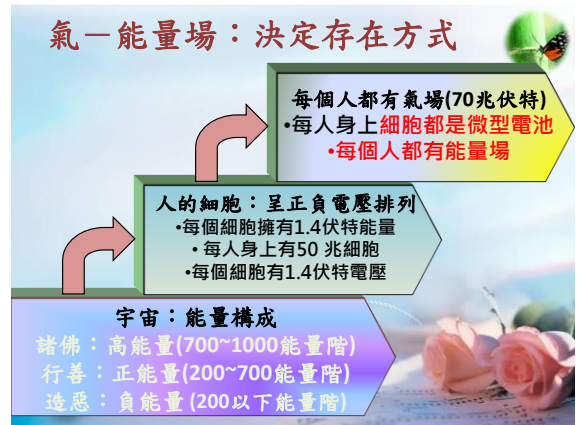 氣－能量場：決定存在方式
每個人都有氣場(70兆伏特)
•每人身上細胞都是微型電池
•每個人都有能量場
人的細胞：呈正負電壓排列
•每個細胞擁有1.4伏特能量
•每人身上有50 兆細胞
•每個細胞有1.4伏特電壓
宇宙：能量構成
諸佛：高能量(700~1000能量階)
行善：正能量(200~700能量階)
造惡：負能量(200以下能量階)